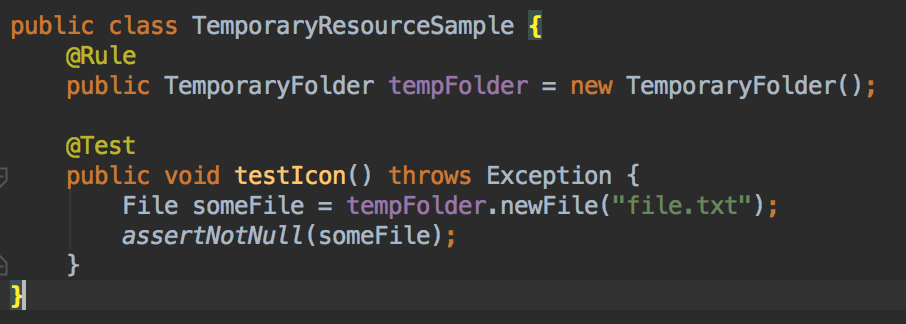 public class TemporaryResourceSample {
    @Rule
    public TemporaryFolder tempFolder = new TemporaryFolder();

    @Test
    public void testIcon() throws Exception {
        File someFile = tempFolder.newFile("file.txt");
        assertNotNull(someFile);
    }
}